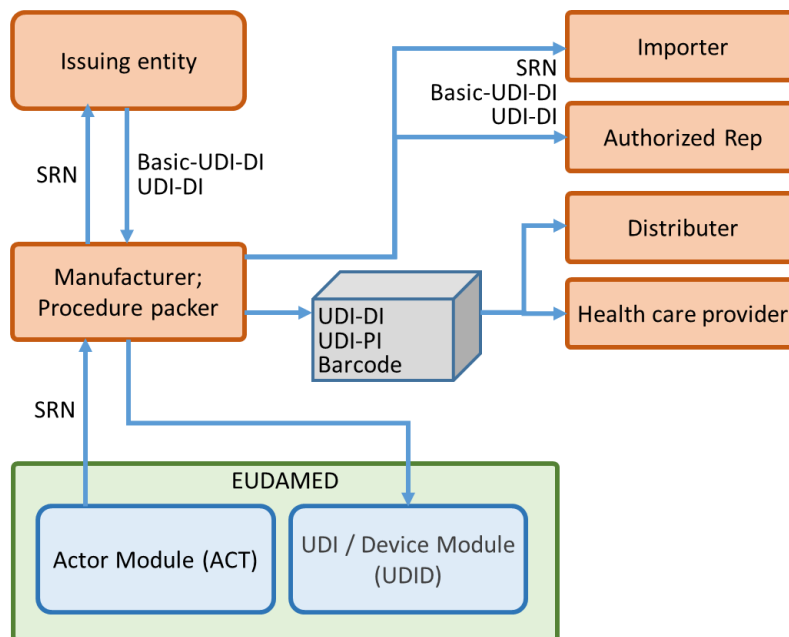 Issuing entity
Importer
SRN
Basic-UDI-DI
UDI-DI
Authorized Rep
SRN
Basic-UDI-DI
UDI-DI
Distributer
Manufacturer;
Procedure packer
UDI-DI
UDI-PI
Barcode
Health care provider
SRN
EUDAMED
Actor Module (ACT)
UDI / Device Module
(UDID)